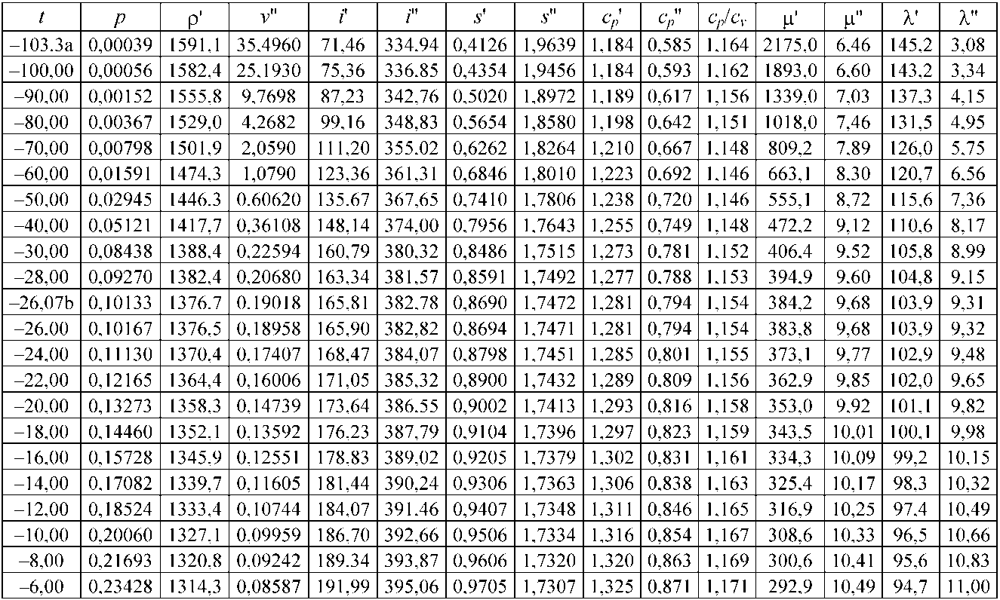 t p ρ' v" i' i" s' s" cp' cp" cp/cv μ' μ" λ' λ"
–103.3a 0,00039 1591,1 35,4960 71,46 334,94 0,4126 1,9639 1,184 0,585 1,164 2175,0 6,46 145,2 3,08
–100,00 0,00056 1582,4 25,1930 75,36 336,85 0,4354 1,9456 1,184 0,593 1,162 1893,0 6,60 143,2 3,34
–90,00 0,00152 1555,8 9,7698 87,23 342,76 0,5020 1,8972 1,189 0,617 1,156 1339,0 7,03 137,3 4,15
–80,00 0,00367 1529,0 4,2682 99,16 348,83 0,5654 1,8580 1,198 0,642 1,151 1018,0 7,46 131,5 4,95
–70,00 0,00798 1501,9 2,0590 111,20 355,02 0,6262 1,8264 1,210 0,667 1,148 809,2 7,89 126,0 5,75
–60,00 0,01591 1474,3 1,0790 123,36 361,31 0,6846 1,8010 1,223 0,692 1,146 663,1 8,30 120,7 6,56
–50,00 0,02945 1446,3 0.60620 135,67 367,65 0,7410 1,7806 1,238 0,720 1,146 555,1 8,72 115,6 7,36
–40,00 0,05121 1417,7 0,36108 148,14 374,00 0,7956 1,7643 1,255 0,749 1,148 472,2 9,12 110,6 8,17
–30,00 0,08438 1388,4 0,22594 160,79 380,32 0,8486 1,7515 1,273 0,781 1,152 406,4 9,52 105,8 8,99
–28,00 0,09270 1382,4 0,20680 163,34 381,57 0,8591 1,7492 1,277 0,788 1,153 394,9 9,60 104,8 9,15
–26,07b 0,10133 1376.7 0.19018 165,81 382,78 0,8690 1,7472 1,281 0,794 1,154 384,2 9,68 103,9 9,31
–26,00 0,10167 1376,5 0,18958 165,90 382,82 0,8694 1,7471 1,281 0,794 1,154 383,8 9,68 103,9 9,32
–24,00 0,11130 1370,4 0,17407 168,47 384,07 0,8798 1,7451 1,285 0,801 1,155 373,1 9,77 102,9 9,48
–22,00 0,12165 1364,4 0,16006 171,05 385,32 0,8900 1,7432 1,289 0,809 1,156 362,9 9,85 102,0 9,65
–20,00 0,13273 1358,3 0,14739 173,64 386,55 0,9002 1,7413 1,293 0,816 1,158 353,0 9,92 101,1 9,82
–18,00 0,14460 1352,1 0,13592 176,23 387,79 0,9104 1,7396 1,297 0,823 1,159 343,5 10,01 100,1 9,98
–16,00 0,15728 1345,9 0,12551 178,83 389,02 0,9205 1,7379 1,302 0,831 1,161 334,3 10,09 99,2 10,15
–14,00 0,17082 1339,7 0,11605 181,44 390,24 0,9306 1,7363 1,306 0,838 1,163 325,4 10,17 98,3 10,32
–12,00 0,18524 1333,4 0,10744 184,07 391,46 0,9407 1,7348 1,311 0,846 1,165 316,9 10,25 97,4 10,49
–10,00 0,20060 1327,1 0,09959 186,70 392,66 0,9506 1,7334 1,316 0,854 1,167 308,6 10,33 96,5 10,66
–8,00 0,21693 1320,8 0,09242 189,34 393,87 0,9606 1,7320 1,320 0,863 1,169 300,6 10,41 95,6 10,83
–6,00 0,23428 1314,3 0,08587 191,99 395,06 0,9705 1,7307 1,325 0,871 1,171 292,9 10,49 94,7 11,00